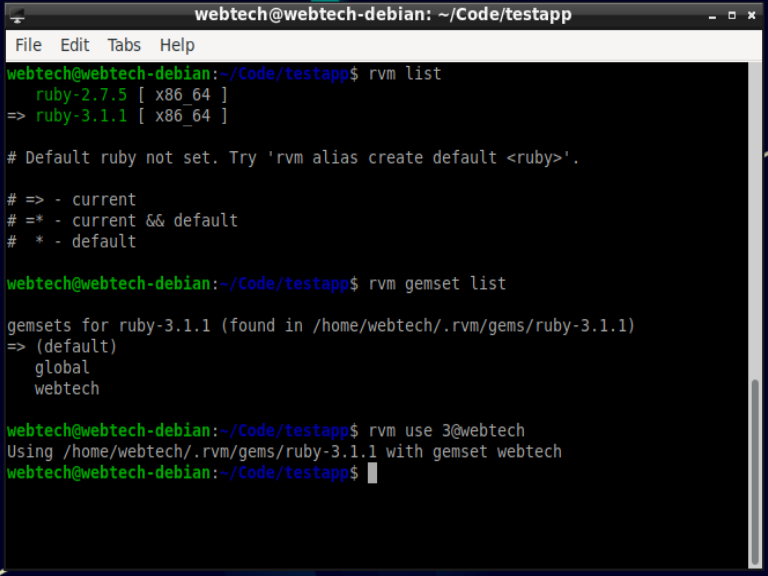 webtech@webtech-debian: ~/Code/testapp
File Edit Tabs Help
webtech@webtech-debian:~/Code/testapp$ rvm list
   ruby-2.7.5 [ x86_64 ]
=> ruby-3.1.1 [ x86_64 ]
# Default ruby not set. Try 'rvm alias create default <ruby>'.
# => - current
# =* - current && default
#  * - default
webtech@webtech-debian:~/Code/testapp$ rvm gemset list
gemsets for ruby-3.1.1 (found in /home/webtech/.rvm/gems/ruby-3.1.1)
=> (default)
   global
   webtech
webtech@webtech-debian:~/Code/testapp$ rvm use 3@webtech
Using /home/webtech/.rvm/gems/ruby-3.1.1 with gemset webtech
webtech@webtech-debian:~/Code/testapp$